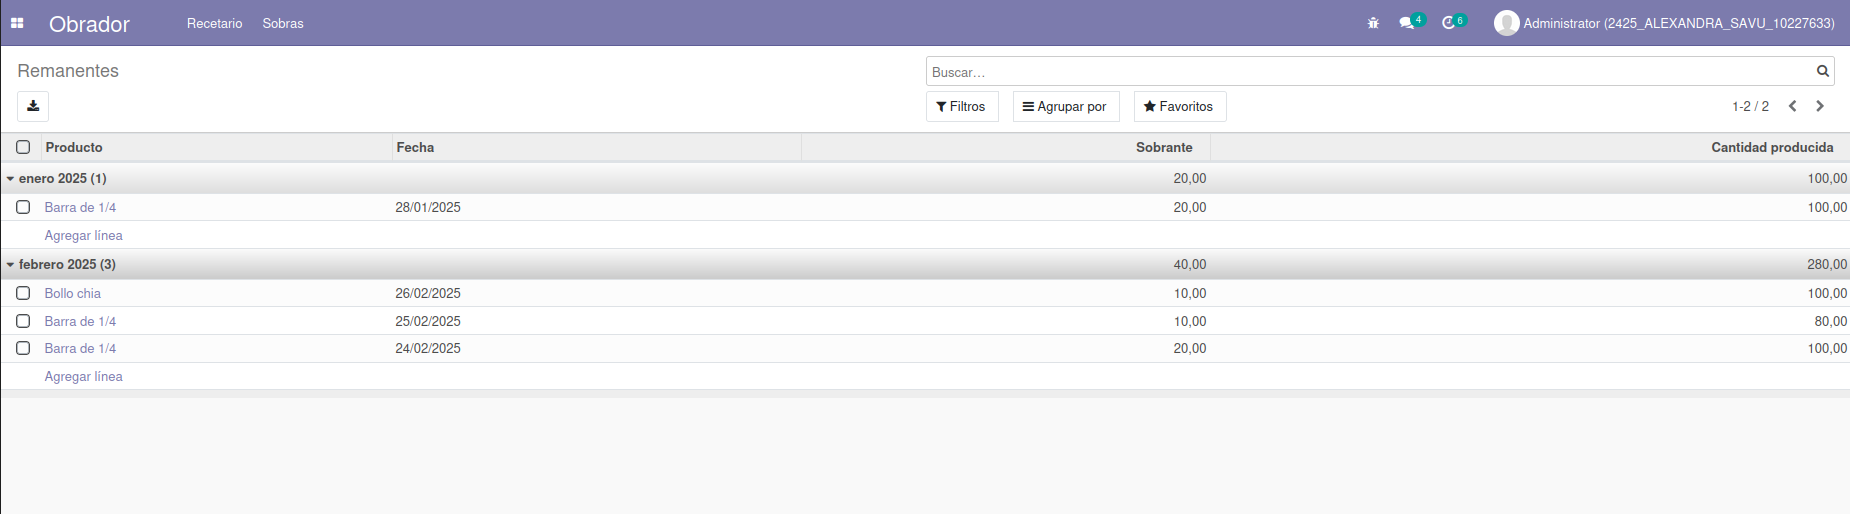 Obrador Recetario Sobras 4 6 Administrator (2425_ALEXANDRA_SAVU_10227633)
Remanentes Buscar...
Filtros Agrupar por Favoritos 1-2 / 2
Producto Fecha Sobrante Cantidad producida
enero 2025 (1) 20,00 100,00
Barra de 1/4 28/01/2025 20,00 100,00
Agregar línea
febrero 2025 (3) 40,00 280,00
Bollo chia 26/02/2025 10,00 100,00
Barra de 1/4 25/02/2025 10,00 80,00
Barra de 1/4 24/02/2025 20,00 100,00
Agregar línea